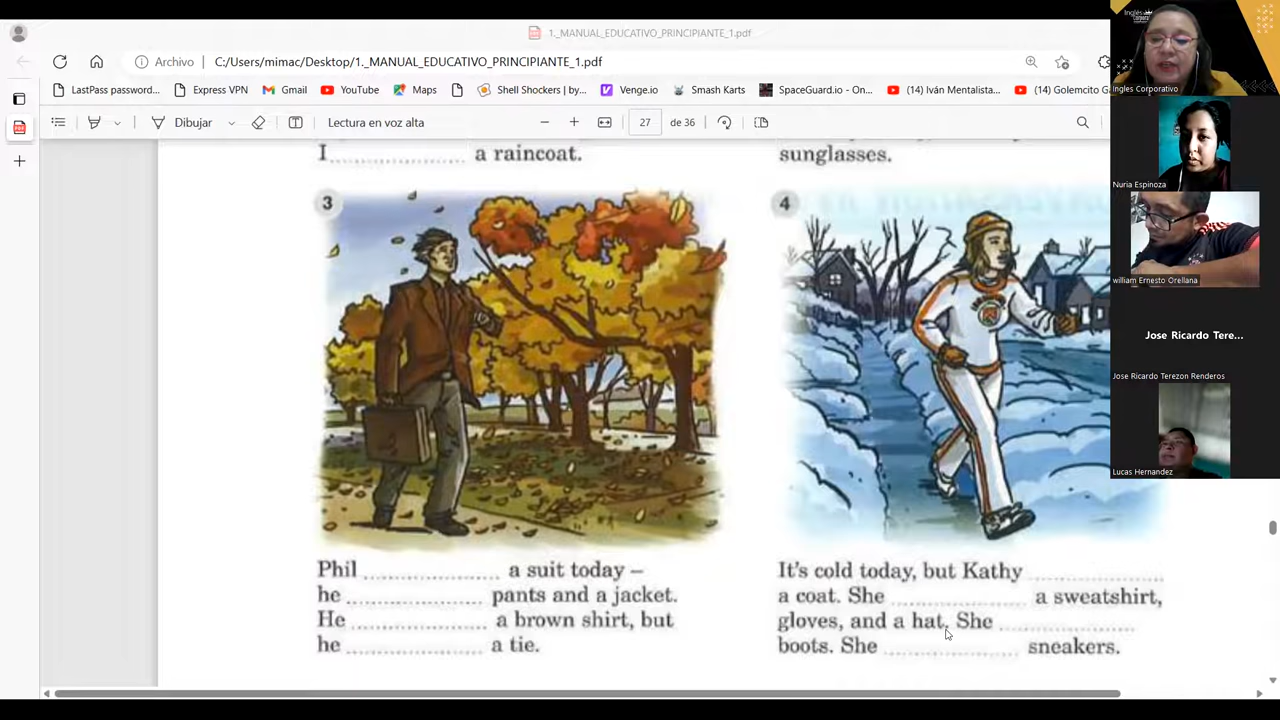 1._MANUAL_EDUCATIVO_PRINCIPIANTE_1.pdf
Archivo C:/Users/mimac/Desktop/1._MANUAL_EDUCATIVO_PRINCIPIANTE_1.pdf
LastPass password... Express VPN Gmail YouTube Maps Shell Shockers | by... Venge.io Smash Karts SpaceGuard.io - On... (14) Iván Mentalista... (14) Golemcito G
Dibujar Lectura en voz alta 27 de 36
I.................. a raincoat.
sunglasses.
3
4
Phil .................. a suit today –
he .................. pants and a jacket.
He .................. a brown shirt, but
he .................. a tie.
It's cold today, but Kathy ..................
a coat. She .................. a sweatshirt,
gloves, and a hat. She ..................
boots. She .................. sneakers.
Inglés
Corporativo
Ingles Corporativo
Nuria Espinoza
william Ernesto Orellana
Jose Ricardo Tere...
Jose Ricardo Terezon Renderos
Lucas Hernandez